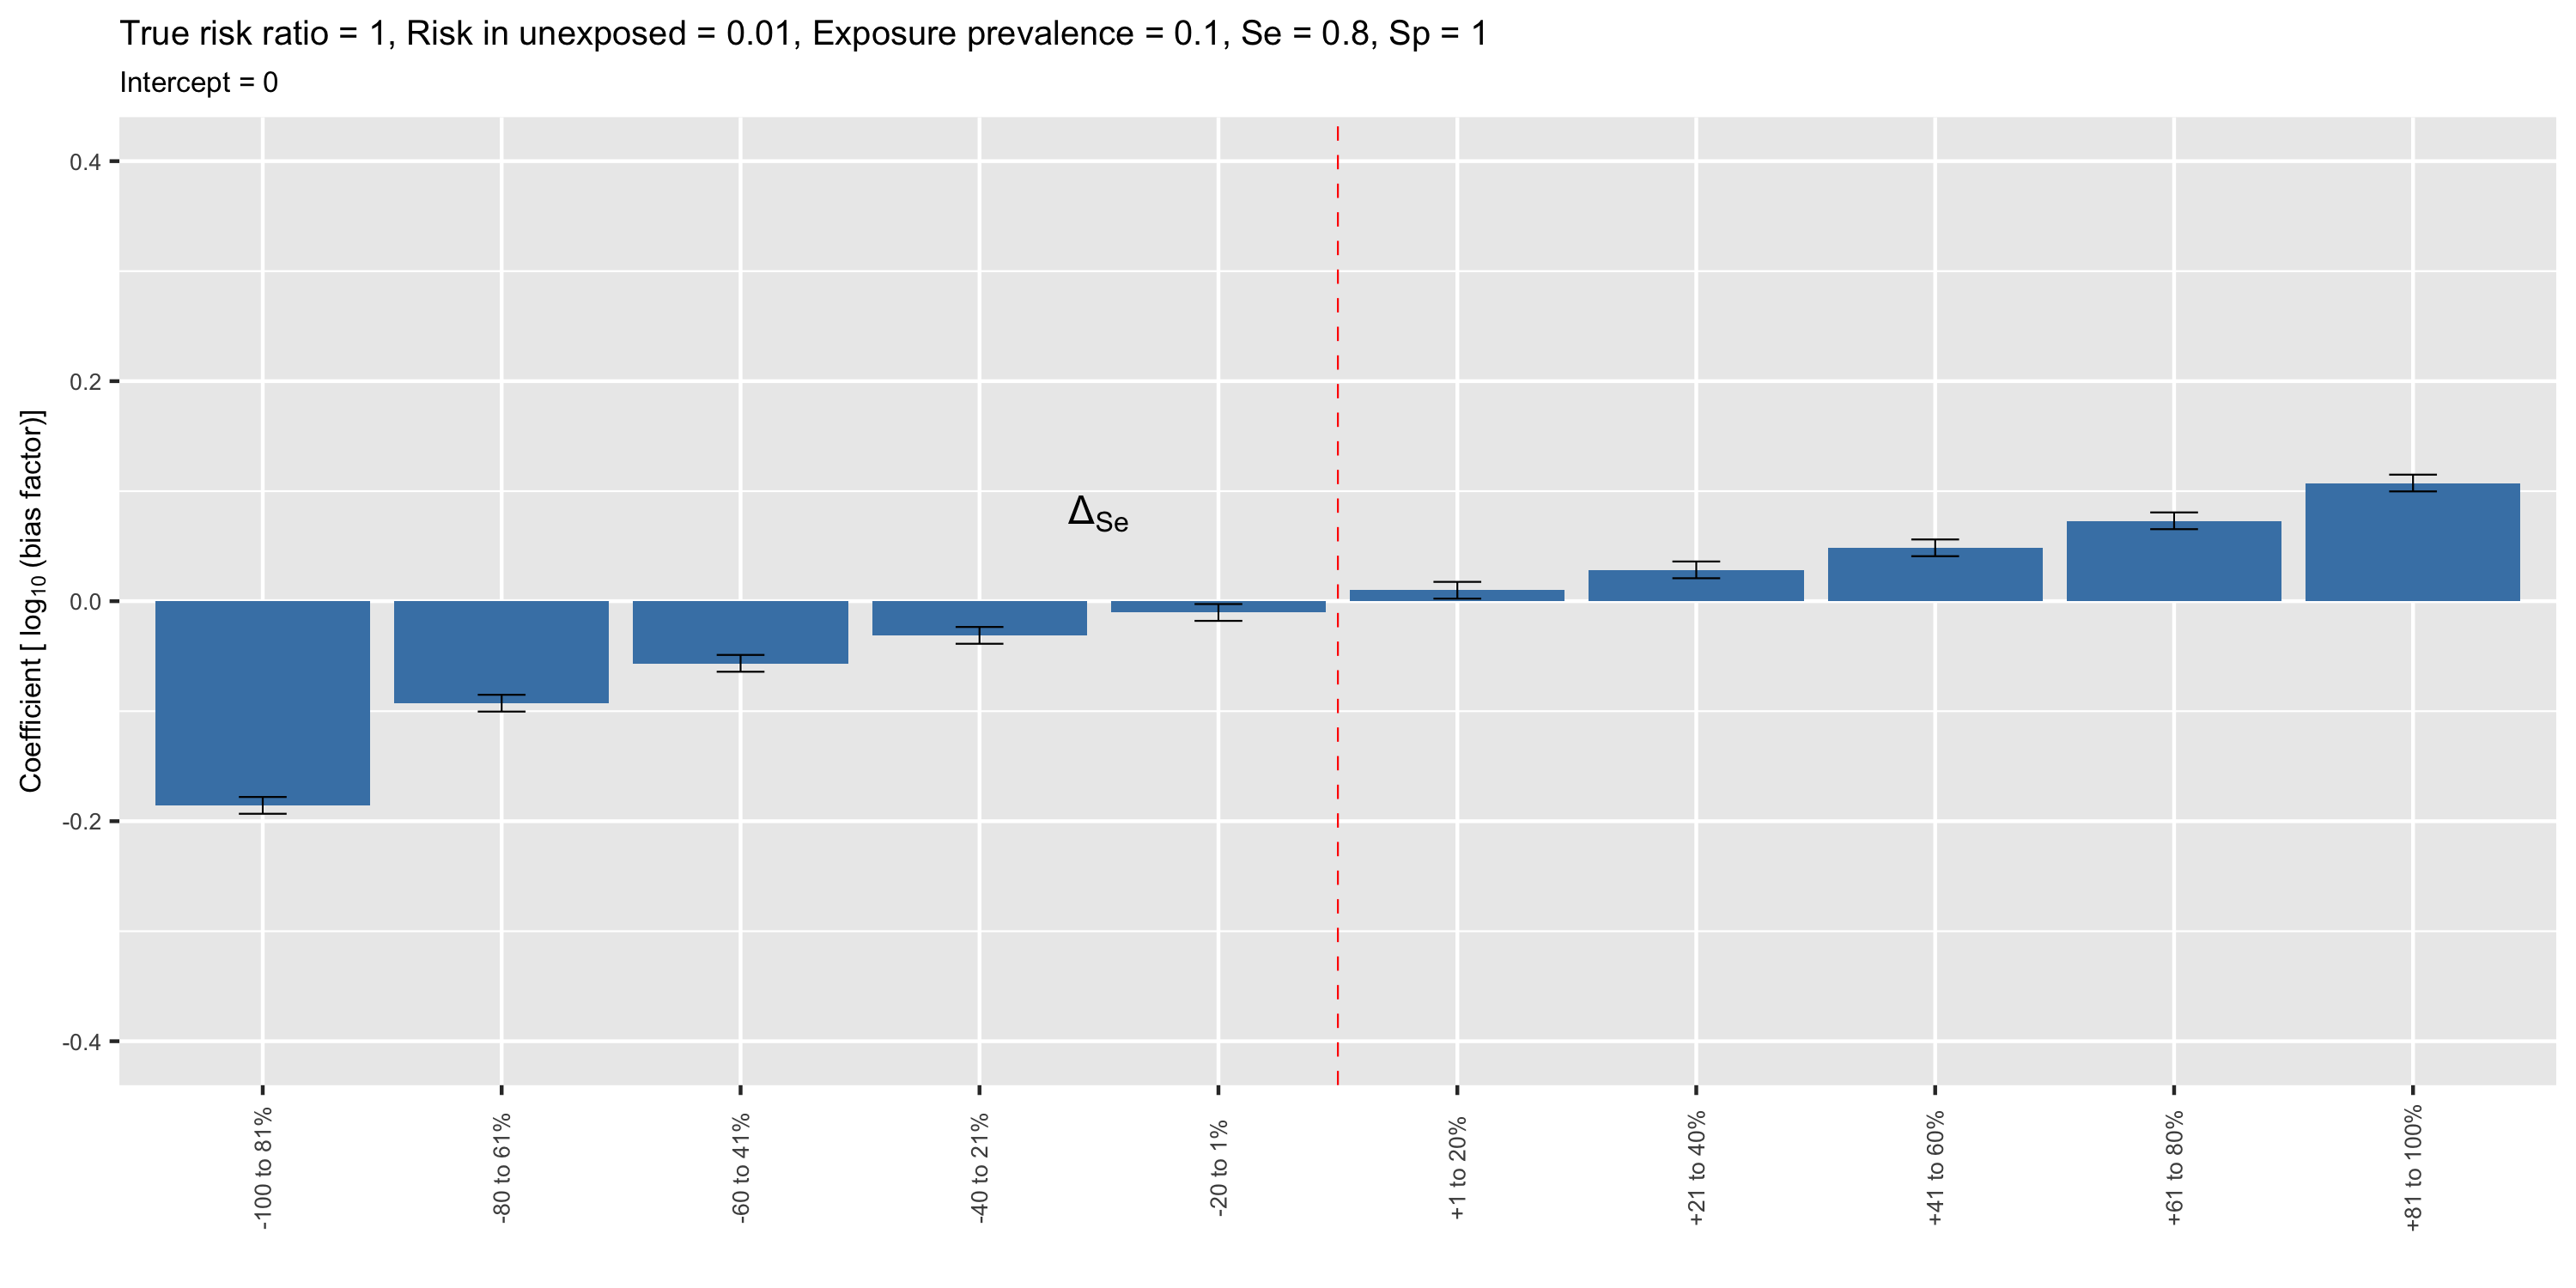 True risk ratio = 1, Risk in unexposed = 0.01, Exposure prevalence = 0.1, Se = 0.8, Sp = 1
Intercept = 0
Coefficient [ log₁₀ (bias factor)]
0.4
0.2
0.0
-0.2
-0.4
Δ_Se
-100 to 81%
-80 to 61%
-60 to 41%
-40 to 21%
-20 to 1%
+1 to 20%
+21 to 40%
+41 to 60%
+61 to 80%
+81 to 100%